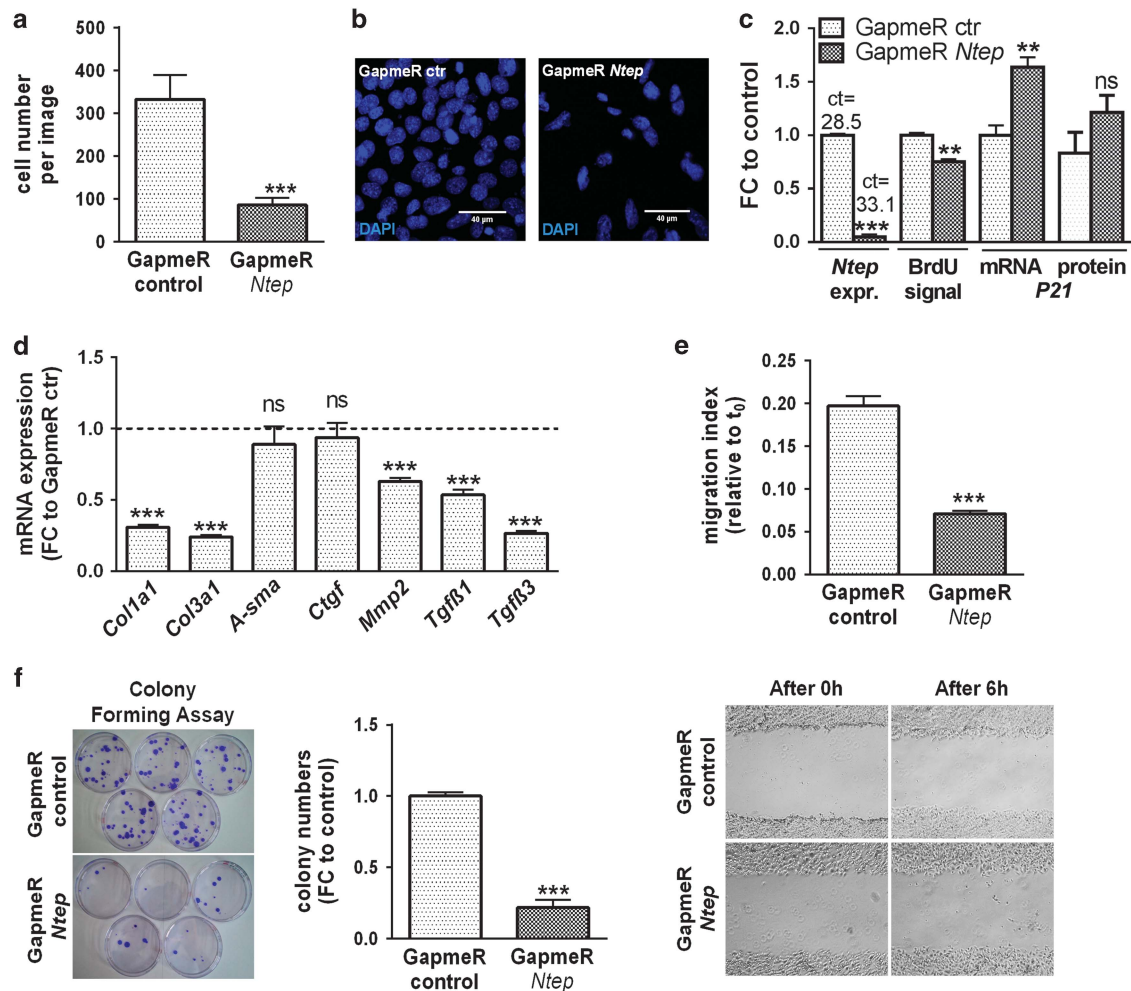 a
cell number
per image
500
400
300
200
100
0
***
GapmeR
control
GapmeR
Ntep
b
GapmeR ctr
40 µm
DAPI
GapmeR Ntep
40 µm
DAPI
c
GapmeR ctr
GapmeR Ntep
FC to control
2.0
1.5
1.0
0.5
0.0
ct=
28.5
ct=
33.1
***
**
**
ns
Ntep
expr.
BrdU
signal
mRNA
protein
P21
d
mRNA expression
(FC to GapmeR ctr)
1.5
1.0
0.5
0.0
***
***
ns
ns
***
***
***
Col1a1
Col3a1
A-sma
Ctgf
Mmp2
Tgfß1
Tgfß3
e
migration index
(relative to t0)
0.20
0.15
0.10
0.05
0.00
***
GapmeR
control
GapmeR
Ntep
After 0h
After 6h
GapmeR
control
GapmeR
Ntep
f
Colony
Forming Assay
GapmeR
control
GapmeR
Ntep
colony numbers
(FC to control)
1.5
1.0
0.5
0.0
***
GapmeR
control
GapmeR
Ntep